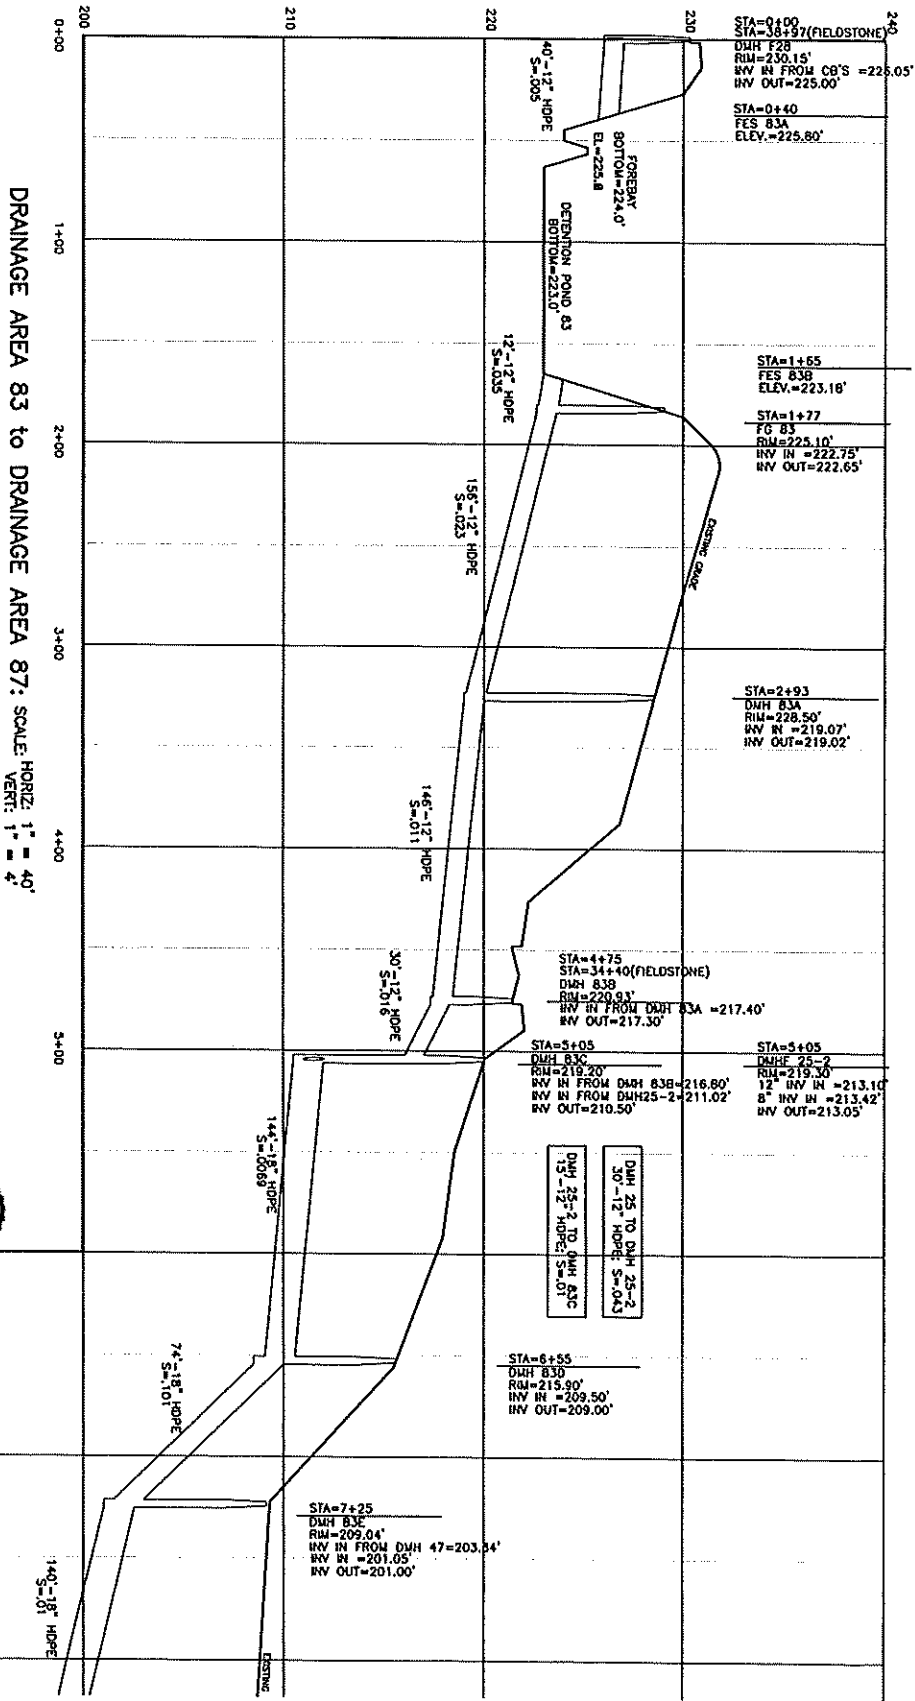 240
230
220
210
200
0+00
1+00
2+00
3+00
4+00
5+00
STA=0+00
STA=38+97(FIELDSTONE)
DMH F28
RIM=230.15'
INV IN FROM CB'S =225.05'
INV OUT=225.00'
STA=0+40
FES 83A
ELEV.=225.80'
40'-12" HDPE
S=.005
FOREBAY
BOTTOM=224.0'
EL=225.8
DETENTION POND 83
BOTTOM=223.0'
STA=1+65
FES 83B
ELEV.=223.18'
STA=1+77
FG 83
RIM=225.10'
INV IN =222.75'
INV OUT=222.65'
12'-12" HDPE
S=.035
EXISTING GRADE
156'-12" HDPE
S=.023
STA=2+93
DMH 83A
RIM=228.50'
INV IN =219.07'
INV OUT=219.02'
146'-12" HDPE
S=.011
STA=4+75
STA=34+40(FIELDSTONE)
DMH 83B
RIM=220.93'
INV IN FROM DMH 83A =217.40'
INV OUT=217.30'
30'-12" HDPE
S=.016
STA=5+05
DMH 83C
RIM=219.20'
INV IN FROM DMH 83B=216.80'
INV IN FROM DMH25-2=211.02'
INV OUT=210.50'
STA=5+05
DMHF 25-2
RIM=219.30'
12" INV IN =213.10'
8" INV IN =213.42'
INV OUT=213.05'
144'-18" HDPE
S=.0069
DMH 25 TO DMH 25-2
30'-12" HDPE; S=.043
DMH 25-2 TO DMH 83C
15'-12" HDPE; S=.01
STA=6+55
DMH 83D
RIM=215.90'
INV IN =209.50'
INV OUT=209.00'
74'-18" HDPE
S=.101
STA=7+25
DMH 83E
RIM=209.04'
INV IN FROM DMH 47=203.54'
INV IN =201.05'
INV OUT=201.00'
140'-18" HDPE
S=.01
EXISTING
DRAINAGE AREA 83 to DRAINAGE AREA 87: SCALE: HORIZ: 1" = 40'
VERT: 1" = 4'